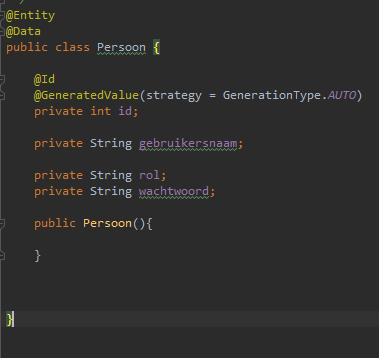 @Entity
@Data
public class Persoon {
@Id
@GeneratedValue(strategy = GenerationType.AUTO)
private int id;
private String gebruikersnaam;
private String rol;
private String wachtwoord;
public Persoon(){
}
}